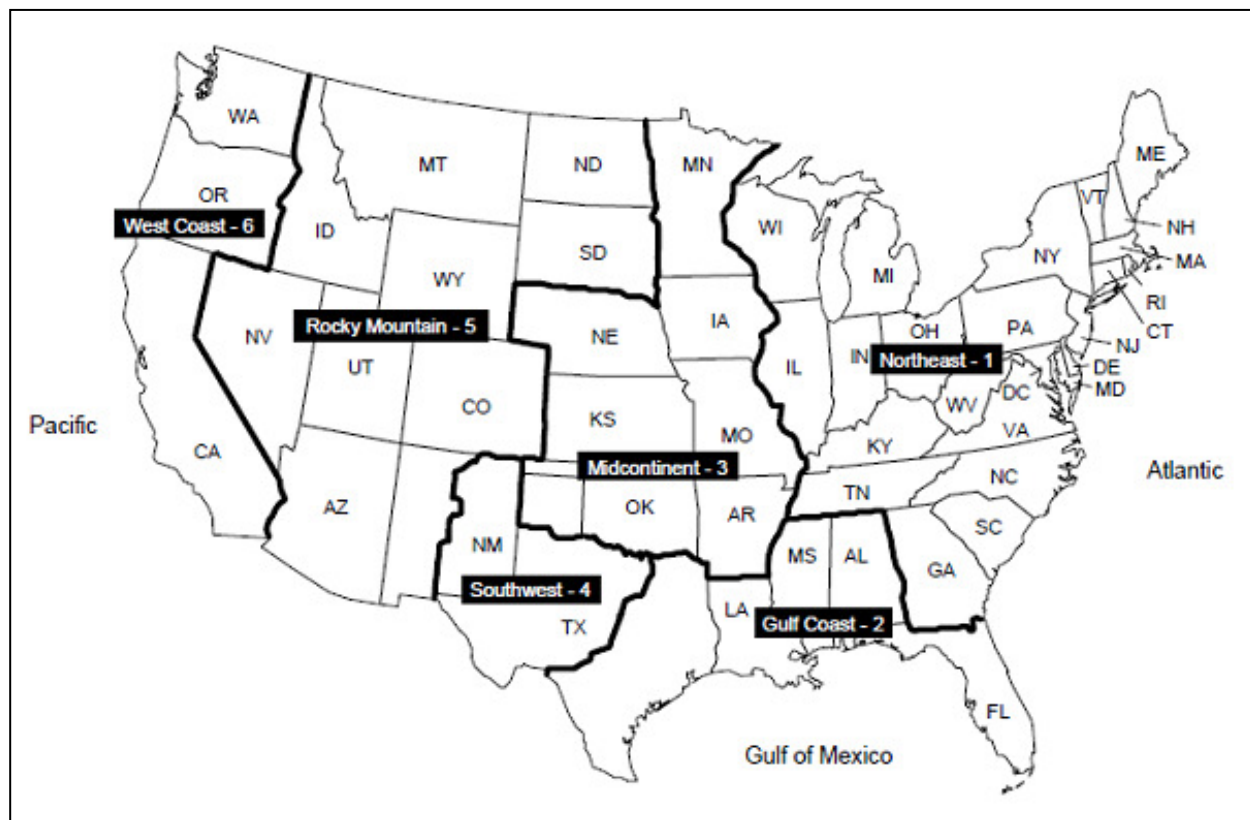 WA
MT
ND
MN
ME
OR
VT
West Coast - 6
ID
WI
NH
SD
NY
MA
WY
MI
RI
Rocky Mountain - 5
IA
CT
NV
NE
OH
PA
NJ
Northeast - 1
UT
IL
IN
DE
MD
DC
WV
CO
KS
VA
Pacific
MO
KY
CA
Midcontinent - 3
Atlantic
NC
TN
AZ
OK
AR
SC
NM
MS
AL
GA
Southwest - 4
LA
TX
Gulf Coast - 2
FL
Gulf of Mexico